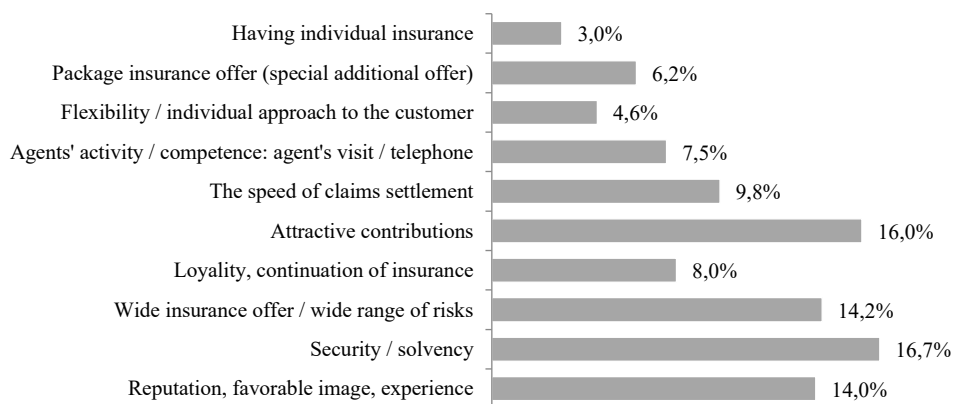 Having individual insurance 3,0%
Package insurance offer (special additional offer) 6,2%
Flexibility / individual approach to the customer 4,6%
Agents' activity / competence: agent's visit / telephone 7,5%
The speed of claims settlement 9,8%
Attractive contributions 16,0%
Loyality, continuation of insurance 8,0%
Wide insurance offer / wide range of risks 14,2%
Security / solvency 16,7%
Reputation, favorable image, experience 14,0%